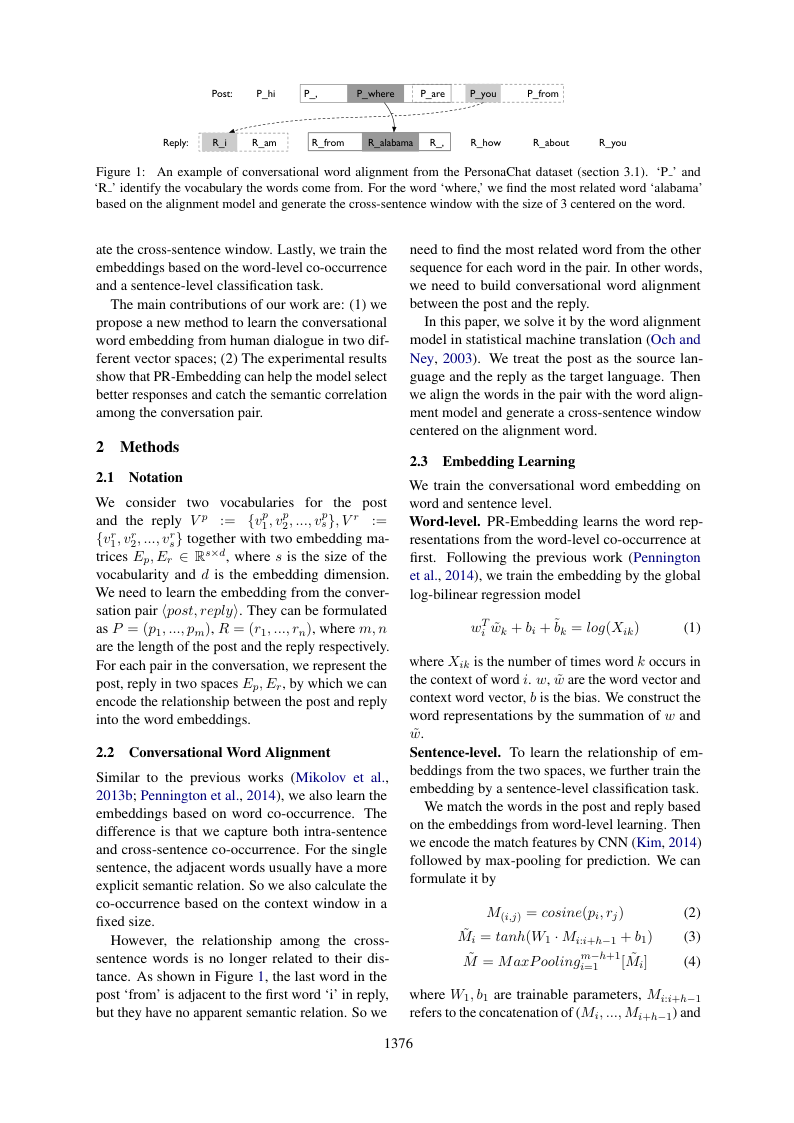 Post: P_hi P_, P_where P_are P_you P_from
Reply: R_i R_am R_from R_alabama R_, R_how R_about R_you
Figure 1: An example of conversational word alignment from the PersonaChat dataset (section 3.1). ‘P_’ and
‘R_’ identify the vocabulary the words come from. For the word ‘where,’ we find the most related word ‘alabama’
based on the alignment model and generate the cross-sentence window with the size of 3 centered on the word.
ate the cross-sentence window. Lastly, we train the
embeddings based on the word-level co-occurrence
and a sentence-level classification task.
The main contributions of our work are: (1) we
propose a new method to learn the conversational
word embedding from human dialogue in two dif-
ferent vector spaces; (2) The experimental results
show that PR-Embedding can help the model select
better responses and catch the semantic correlation
among the conversation pair.
2 Methods
2.1 Notation
We consider two vocabularies for the post
and the reply V^p := {v_1^p, v_2^p, ..., v_s^p}, V^r :=
{v_1^r, v_2^r, ..., v_s^r} together with two embedding ma-
trices E_p, E_r ∈ ℝ^{s×d}, where s is the size of the
vocabulary and d is the embedding dimension.
We need to learn the embedding from the conver-
sation pair ⟨post, reply⟩. They can be formulated
as P = (p_1, ..., p_m), R = (r_1, ..., r_n), where m, n
are the length of the post and the reply respectively.
For each pair in the conversation, we represent the
post, reply in two spaces E_p, E_r, by which we can
encode the relationship between the post and reply
into the word embeddings.
2.2 Conversational Word Alignment
Similar to the previous works (Mikolov et al.,
2013b; Pennington et al., 2014), we also learn the
embeddings based on word co-occurrence. The
difference is that we capture both intra-sentence
and cross-sentence co-occurrence. For the single
sentence, the adjacent words usually have a more
explicit semantic relation. So we also calculate the
co-occurrence based on the context window in a
fixed size.
However, the relationship among the cross-
sentence words is no longer related to their dis-
tance. As shown in Figure 1, the last word in the
post ‘from’ is adjacent to the first word ‘i’ in reply,
but they have no apparent semantic relation. So we
need to find the most related word from the other
sequence for each word in the pair. In other words,
we need to build conversational word alignment
between the post and the reply.
In this paper, we solve it by the word alignment
model in statistical machine translation (Och and
Ney, 2003). We treat the post as the source lan-
guage and the reply as the target language. Then
we align the words in the pair with the word align-
ment model and generate a cross-sentence window
centered on the alignment word.
2.3 Embedding Learning
We train the conversational word embedding on
word and sentence level.
Word-level. PR-Embedding learns the word rep-
resentations from the word-level co-occurrence at
first. Following the previous work (Pennington
et al., 2014), we train the embedding by the global
log-bilinear regression model
w_i^T w̃_k + b_i + b̃_k = log(X_ik) (1)
where X_ik is the number of times word k occurs in
the context of word i. w, w̃ are the word vector and
context word vector, b is the bias. We construct the
word representations by the summation of w and
w̃.
Sentence-level. To learn the relationship of em-
beddings from the two spaces, we further train the
embedding by a sentence-level classification task.
We match the words in the post and reply based
on the embeddings from word-level learning. Then
we encode the match features by CNN (Kim, 2014)
followed by max-pooling for prediction. We can
formulate it by
M_(i,j) = cosine(p_i, r_j) (2)
M̃_i = tanh(W_1 · M_{i:i+h−1} + b_1) (3)
M̃ = MaxPooling_{i=1}^{m−h+1}[M̃_i] (4)
where W_1, b_1 are trainable parameters, M_{i:i+h−1}
refers to the concatenation of (M_i, ..., M_{i+h−1}) and
1376